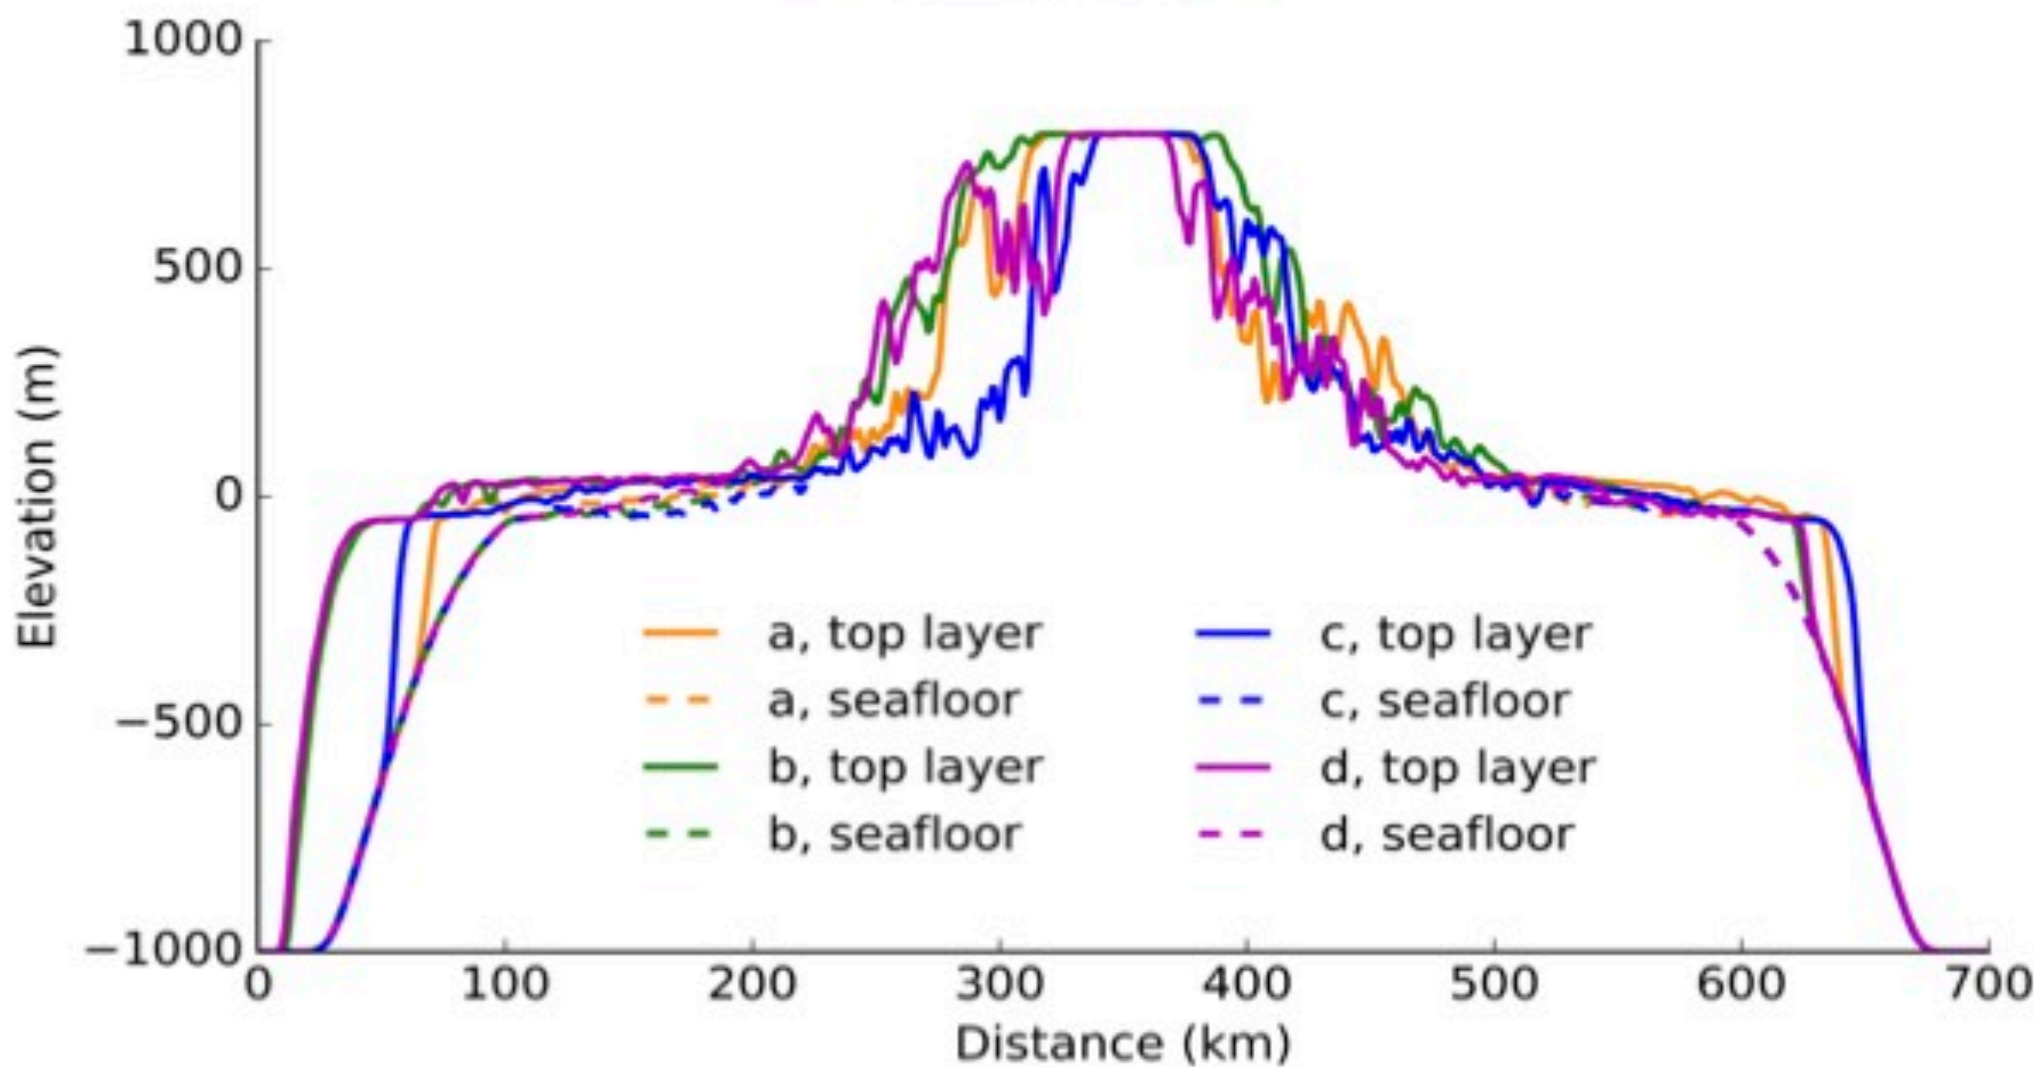 1000
500
0
−500
−1000
Elevation (m)
a, top layer
a, seafloor
b, top layer
b, seafloor
c, top layer
c, seafloor
d, top layer
d, seafloor
0 100 200 300 400 500 600 700
Distance (km)